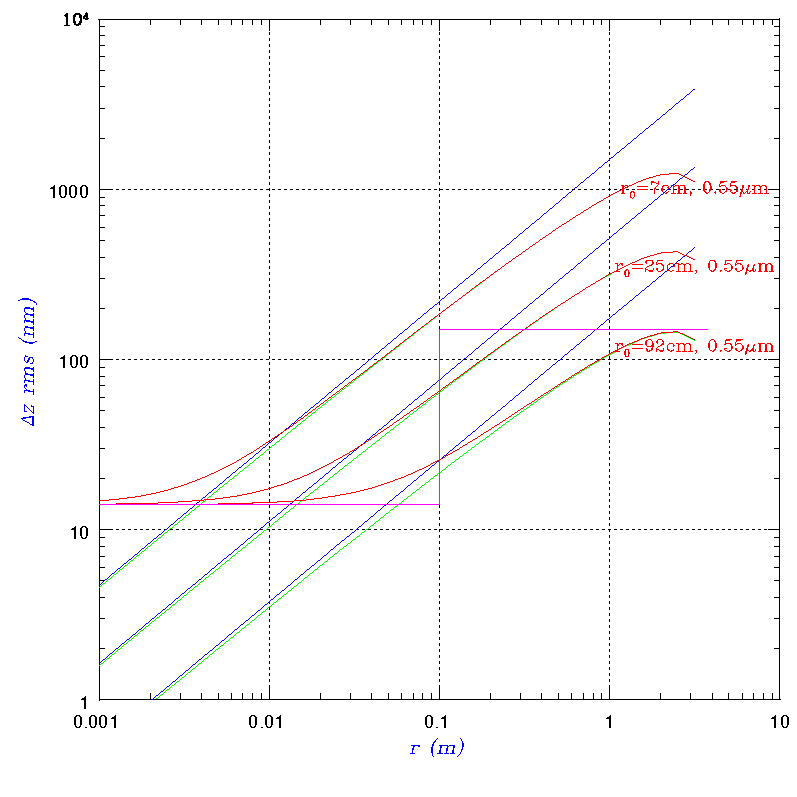 10⁴
1000
r₀=7cm, 0.55μm
r₀=25cm, 0.55μm
Δz rms (nm)
r₀=92cm, 0.55μm
100
10
1
0.001 0.01 0.1 1 10
r (m)